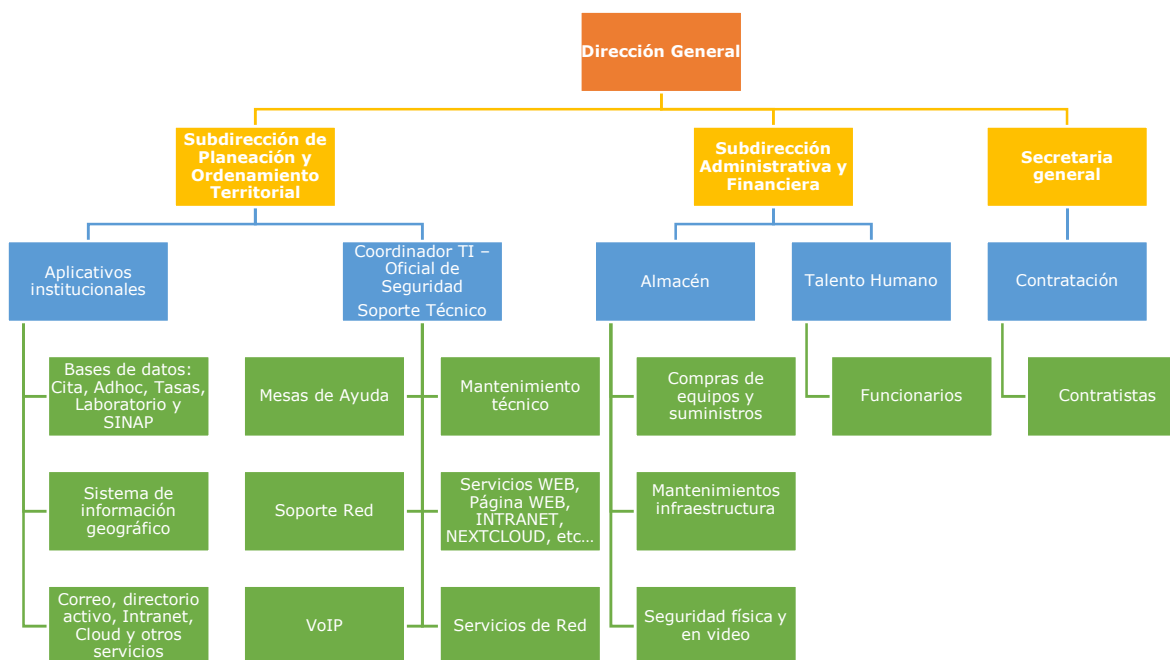 Dirección General
Subdirección de
Planeación y
Ordenamiento
Territorial
Subdirección
Administrativa y
Financiera
Secretaria
general
Aplicativos
institucionales
Coordinador TI –
Oficial de
Seguridad
Soporte Técnico
Almacén
Talento Humano
Contratación
Bases de datos:
Cita, Adhoc, Tasas,
Laboratorio y
SINAP
Mesas de Ayuda
Mantenimiento
técnico
Compras de
equipos y
suministros
Funcionarios
Contratistas
Sistema de
información
geográfico
Soporte Red
Servicios WEB,
Página WEB,
INTRANET,
NEXTCLOUD, etc…
Mantenimientos
infraestructura
Correo, directorio
activo, Intranet,
Cloud y otros
servicios
VoIP
Servicios de Red
Seguridad física y
en video